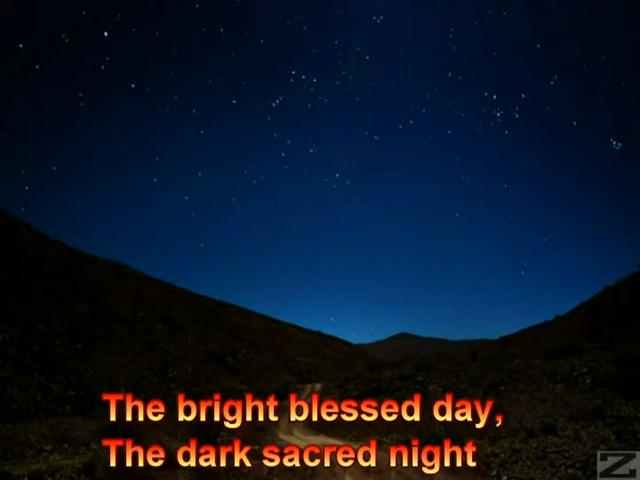 The bright blessed day,
The dark sacred night
Z